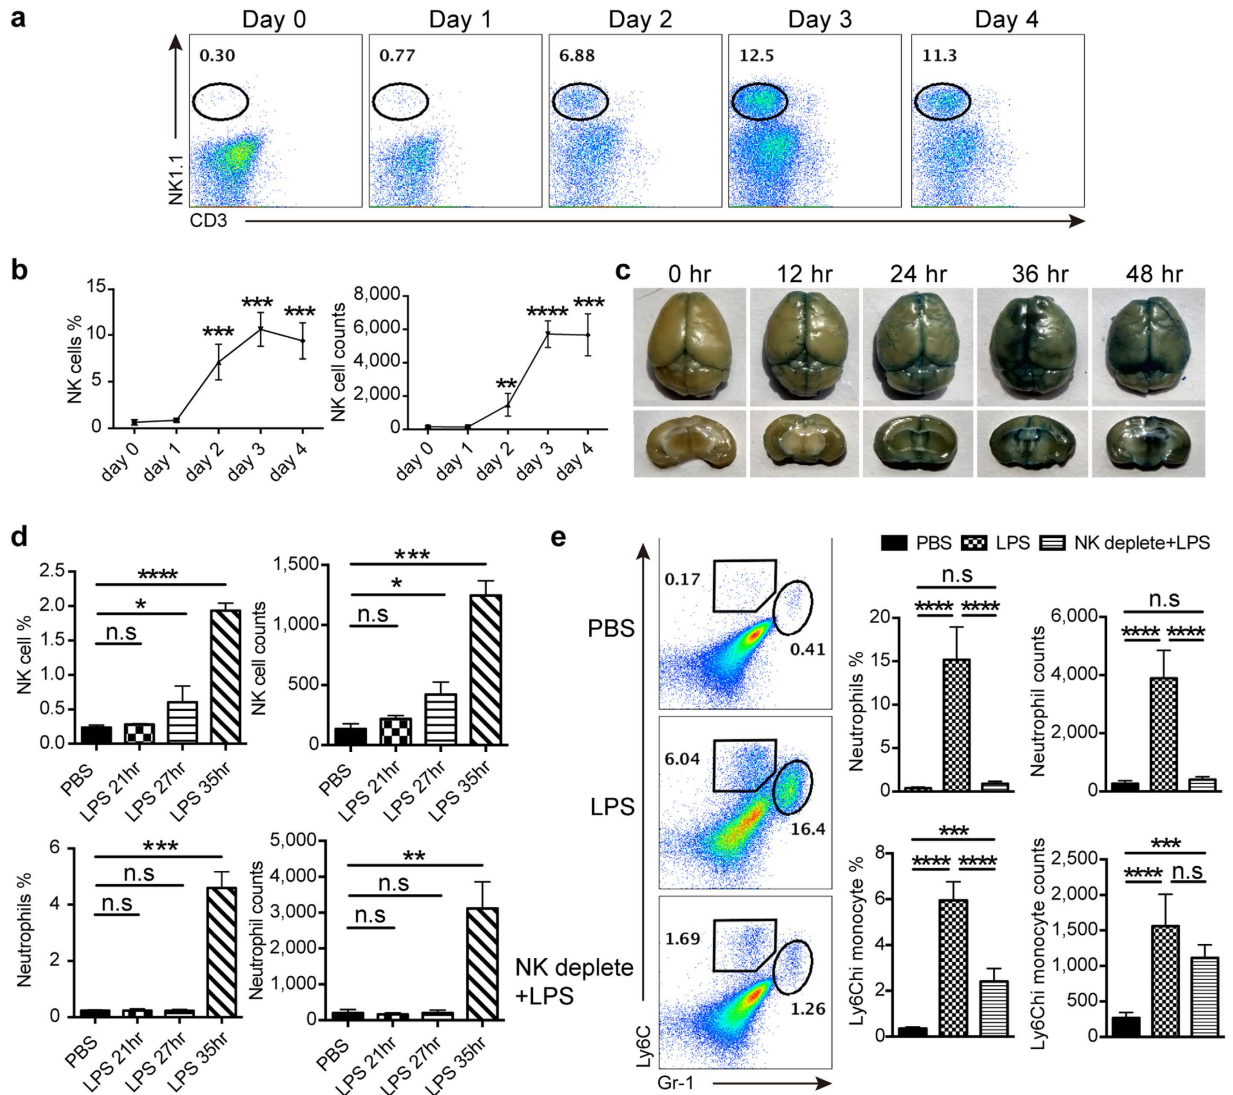 a
Day 0 Day 1 Day 2 Day 3 Day 4
0.30 0.77 6.88 12.5 11.3
NK1.1
CD3
b
NK cells %
15
10
5
0
*** *** ***
day 0 day 1 day 2 day 3 day 4
NK cell counts
8,000
6,000
4,000
2,000
0
** **** ***
day 0 day 1 day 2 day 3 day 4
c
0 hr 12 hr 24 hr 36 hr 48 hr
d
NK cell %
2.5
2.0
1.5
1.0
0.5
0.0
****
*
n.s
PBS LPS 21hr LPS 27hr LPS 35hr
NK cell counts
1,500
1,000
500
0
***
*
n.s
PBS LPS 21hr LPS 27hr LPS 35hr
Neutrophils %
6
4
2
0
***
n.s
n.s
PBS LPS 21hr LPS 27hr LPS 35hr
Neutrophil counts
5,000
4,000
3,000
2,000
1,000
0
**
n.s
n.s
PBS LPS 21hr LPS 27hr LPS 35hr
e
PBS
0.17
0.41
LPS
6.04
16.4
NK deplete
+LPS
1.69
1.26
Ly6C
Gr-1
PBS LPS NK deplete+LPS
Neutrophils %
20
15
10
5
0
n.s
**** ****
Neutrophil counts
6,000
4,000
2,000
0
n.s
**** ****
Ly6Chi monocyte %
8
6
4
2
0
***
**** ****
Ly6Chi monocyte counts
2,500
2,000
1,500
1,000
500
0
***
**** n.s